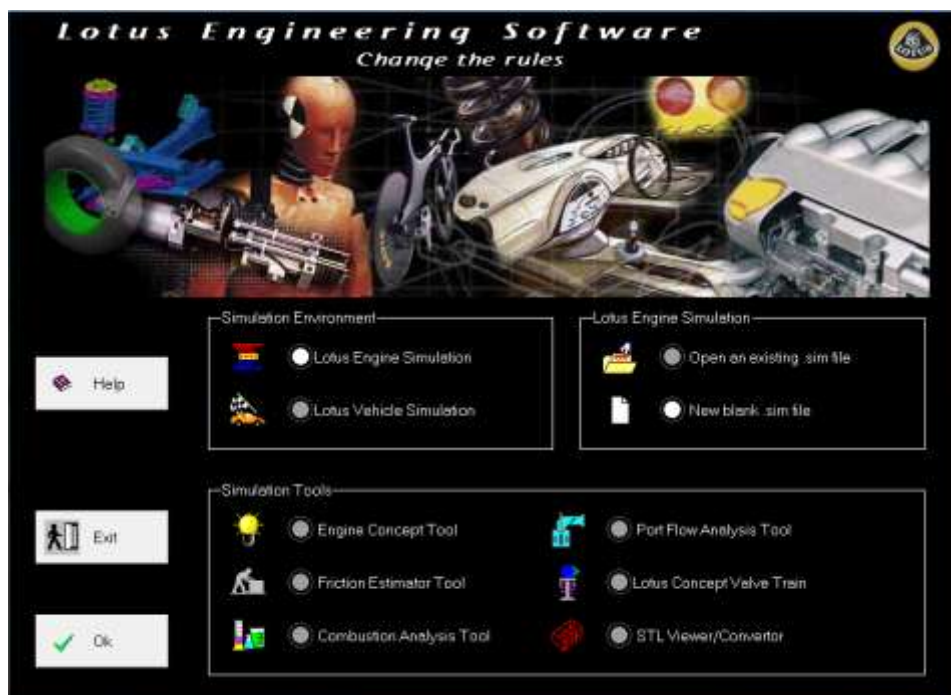 Lotus Engineering Software
Change the rules
LOTUS
Simulation Environment
Lotus Engine Simulation
Lotus Vehicle Simulation
Lotus Engine Simulation
Open an existing .sim file
New blank .sim file
Help
Exit
Ok
Simulation Tools
Engine Concept Tool
Friction Estimator Tool
Combustion Analysis Tool
Port Flow Analysis Tool
Lotus Concept Valve Train
STL Viewer/Convertor